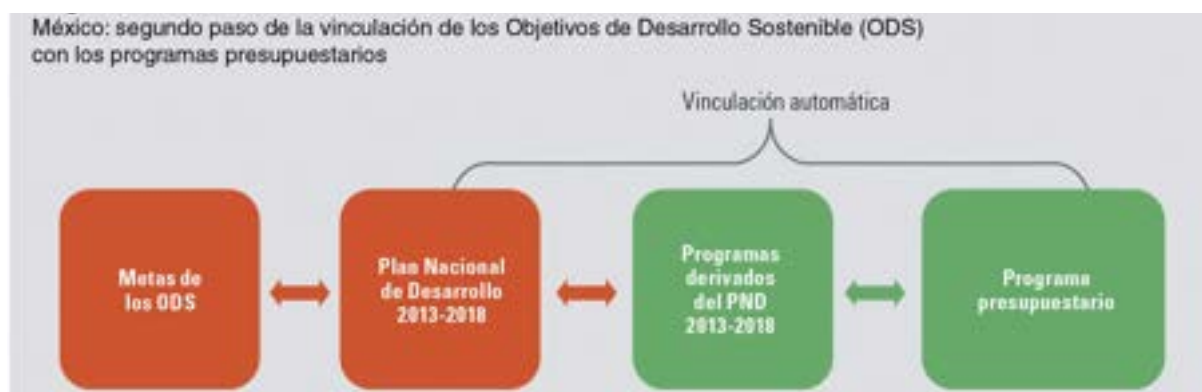 México: segundo paso de la vinculación de los Objetivos de Desarrollo Sostenible (ODS)
con los programas presupuestarios
Vinculación automática
Metas de
los ODS
Plan Nacional
de Desarrollo
2013-2018
Programas
derivados
del PND
2013-2018
Programa
presupuestario